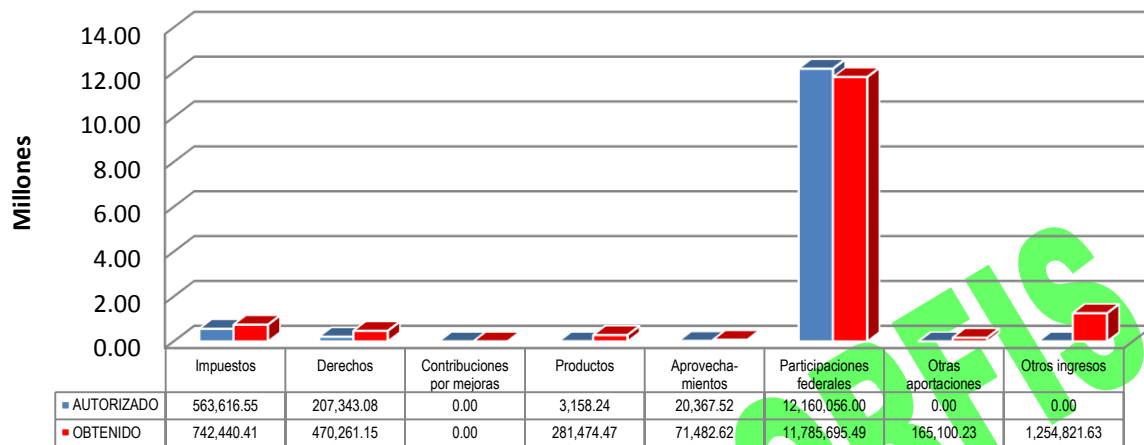 14.00
12.00
10.00
8.00
6.00
4.00
2.00
0.00
Millones
Impuestos Derechos Contribuciones por mejoras Productos Aprovecha-mientos Participaciones federales Otras aportaciones Otros ingresos
AUTORIZADO 563,616.55 207,343.08 0.00 3,158.24 20,367.52 12,160,056.00 0.00 0.00
OBTENIDO 742,440.41 470,261.15 0.00 281,474.47 71,482.62 11,785,695.49 165,100.23 1,254,821.63
ORFIS